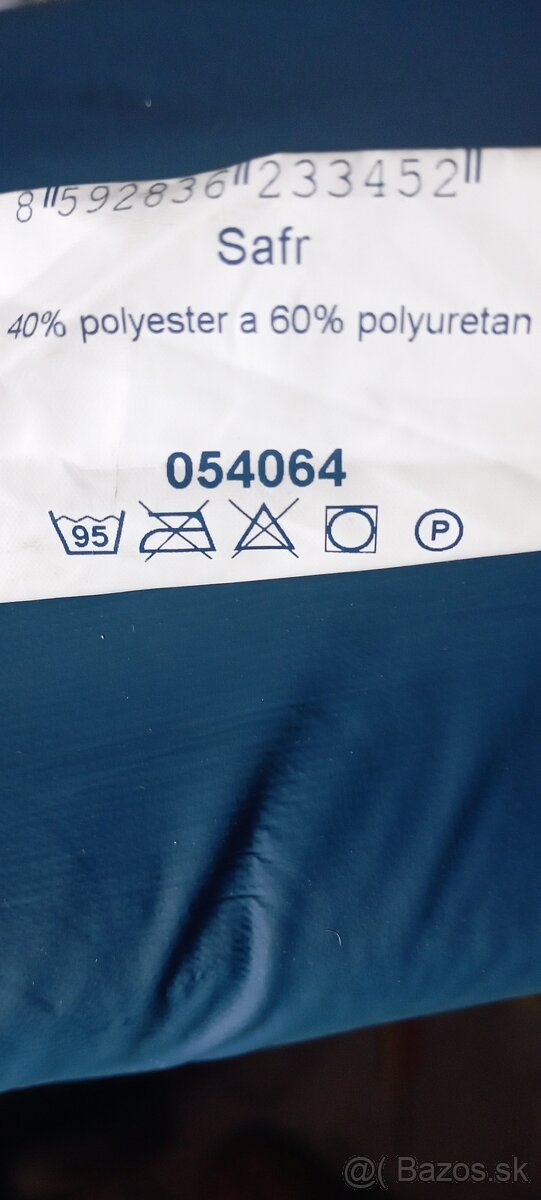 8"592836"233452"
Safr
40% polyester a 60% polyuretan
054064
95 P
@( Bazos.sk